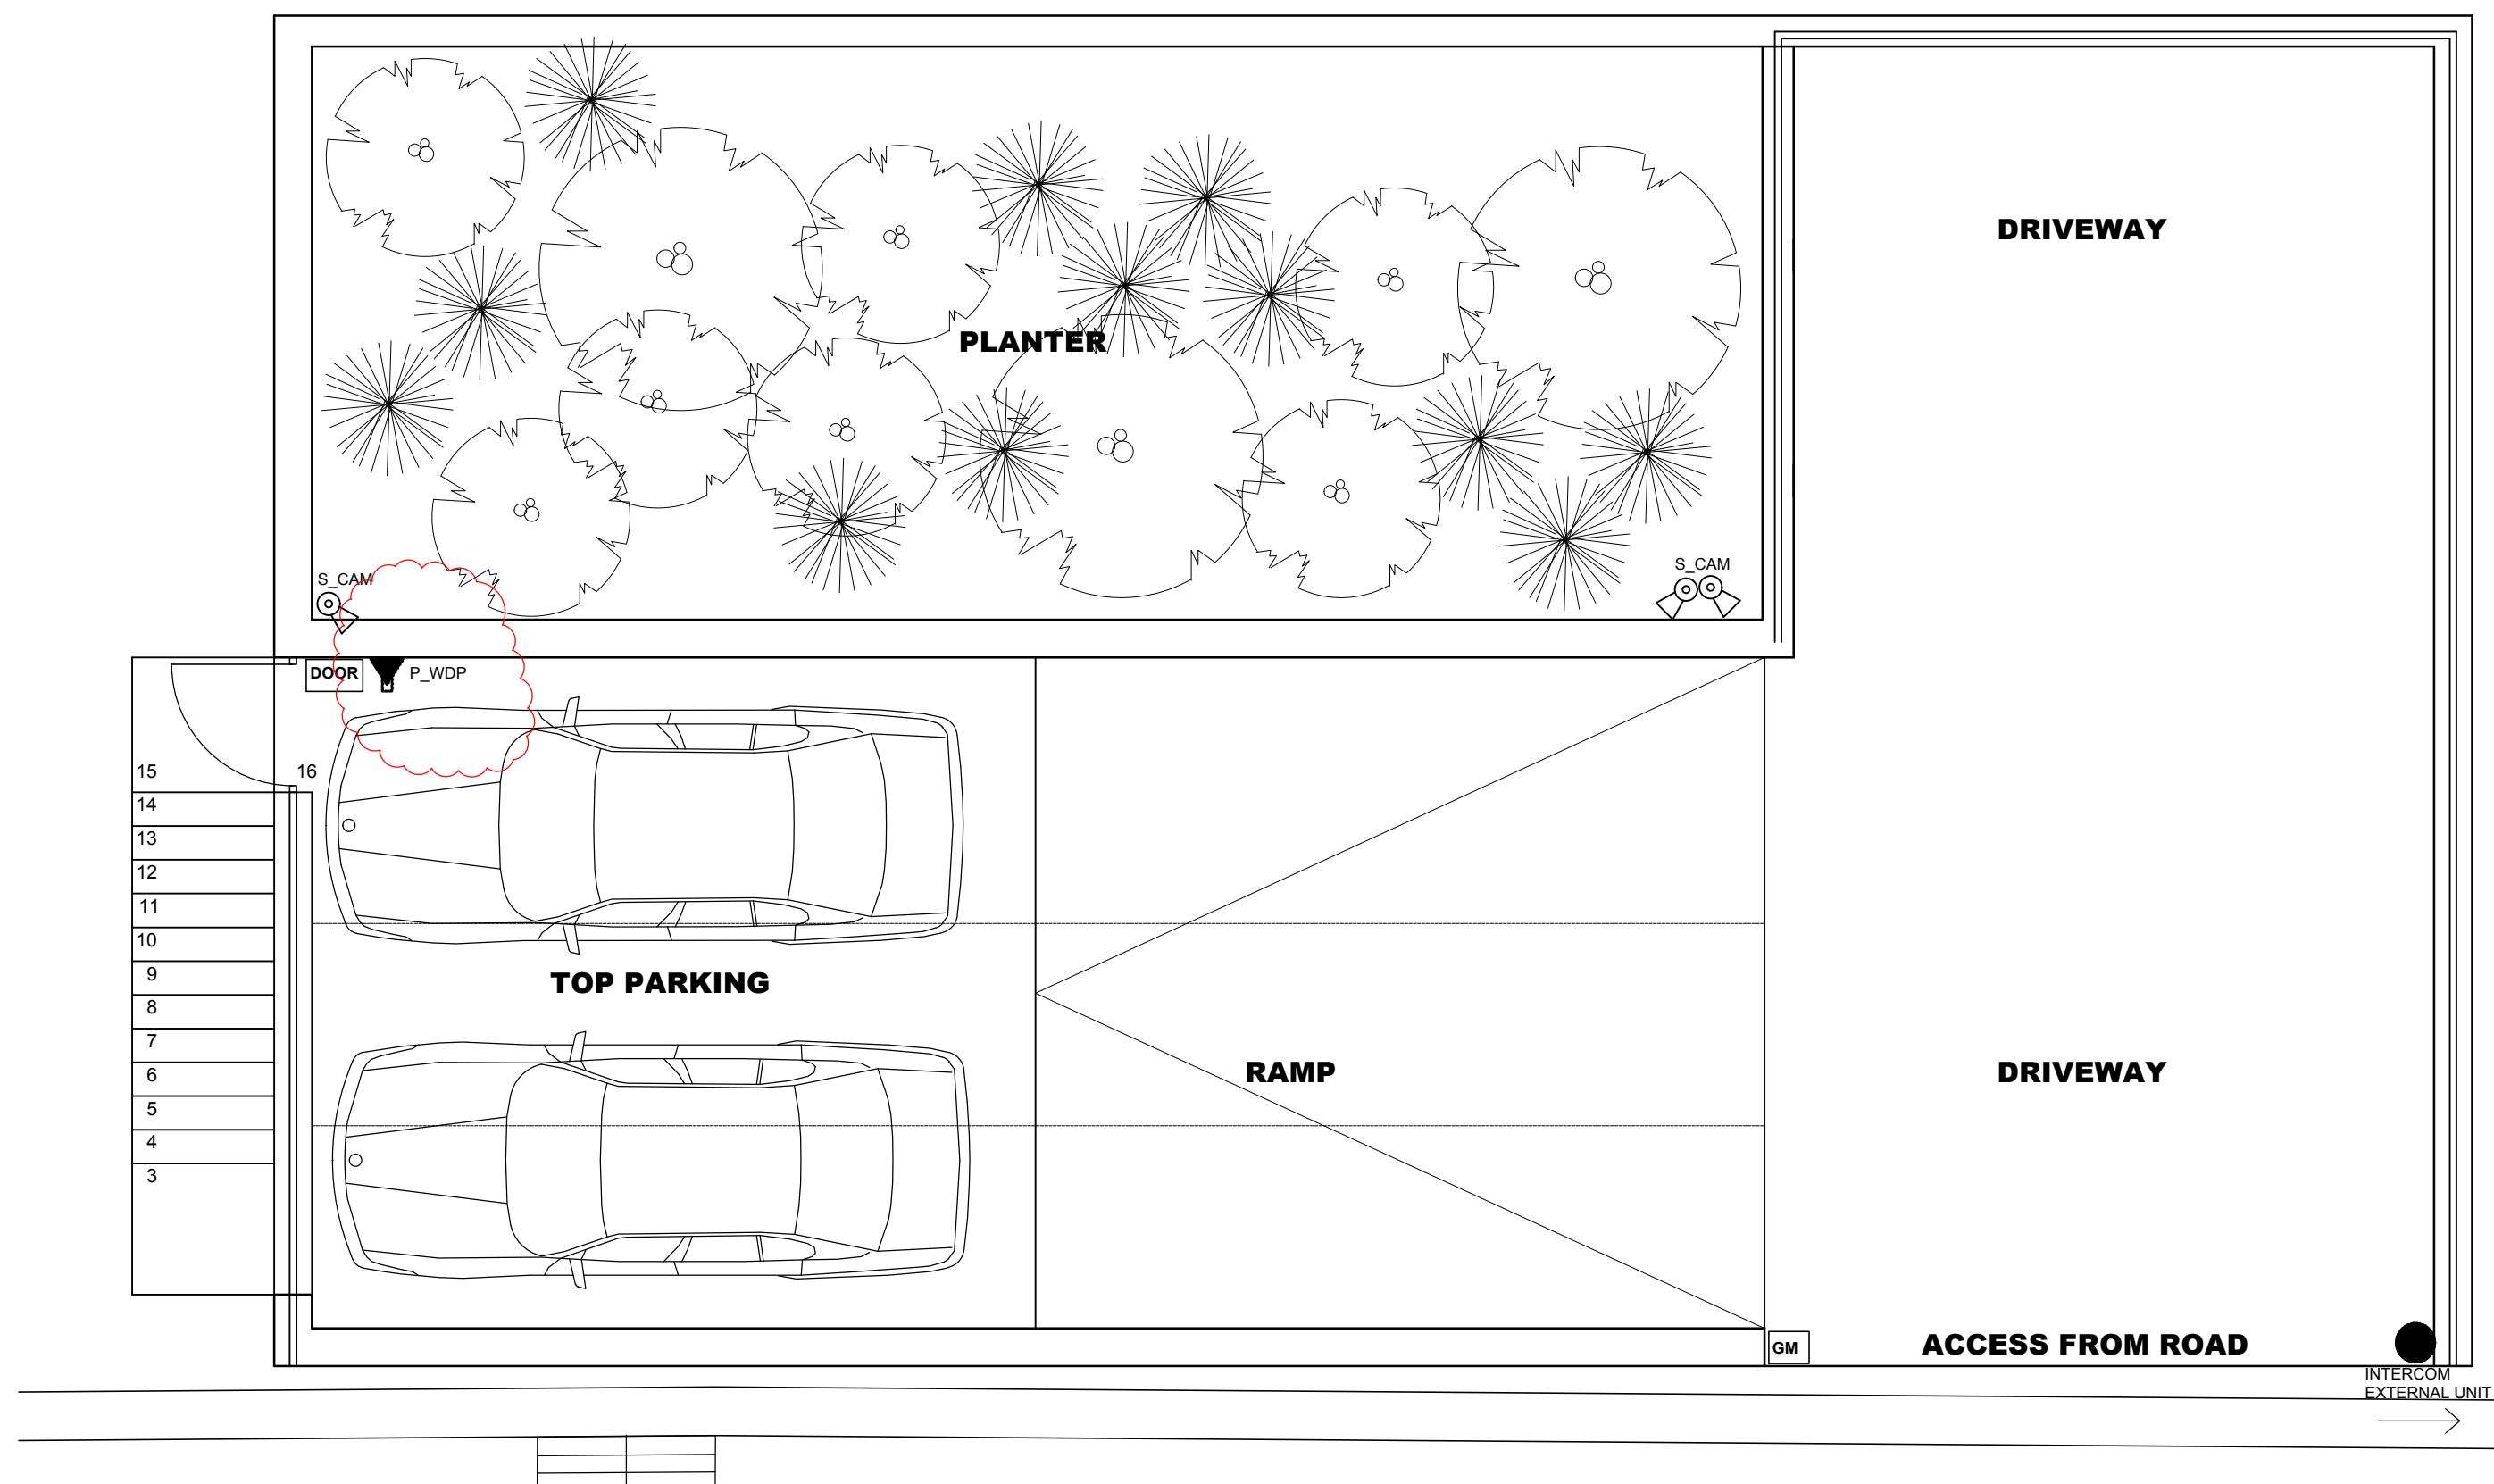 DRIVEWAY
PLANTER
S_CAM
S_CAM
DOOR
P_WDP
15
16
14
13
12
11
10
9
TOP PARKING
8
7
6
RAMP
DRIVEWAY
5
4
3
GM
ACCESS FROM ROAD
INTERCOM
EXTERNAL UNIT